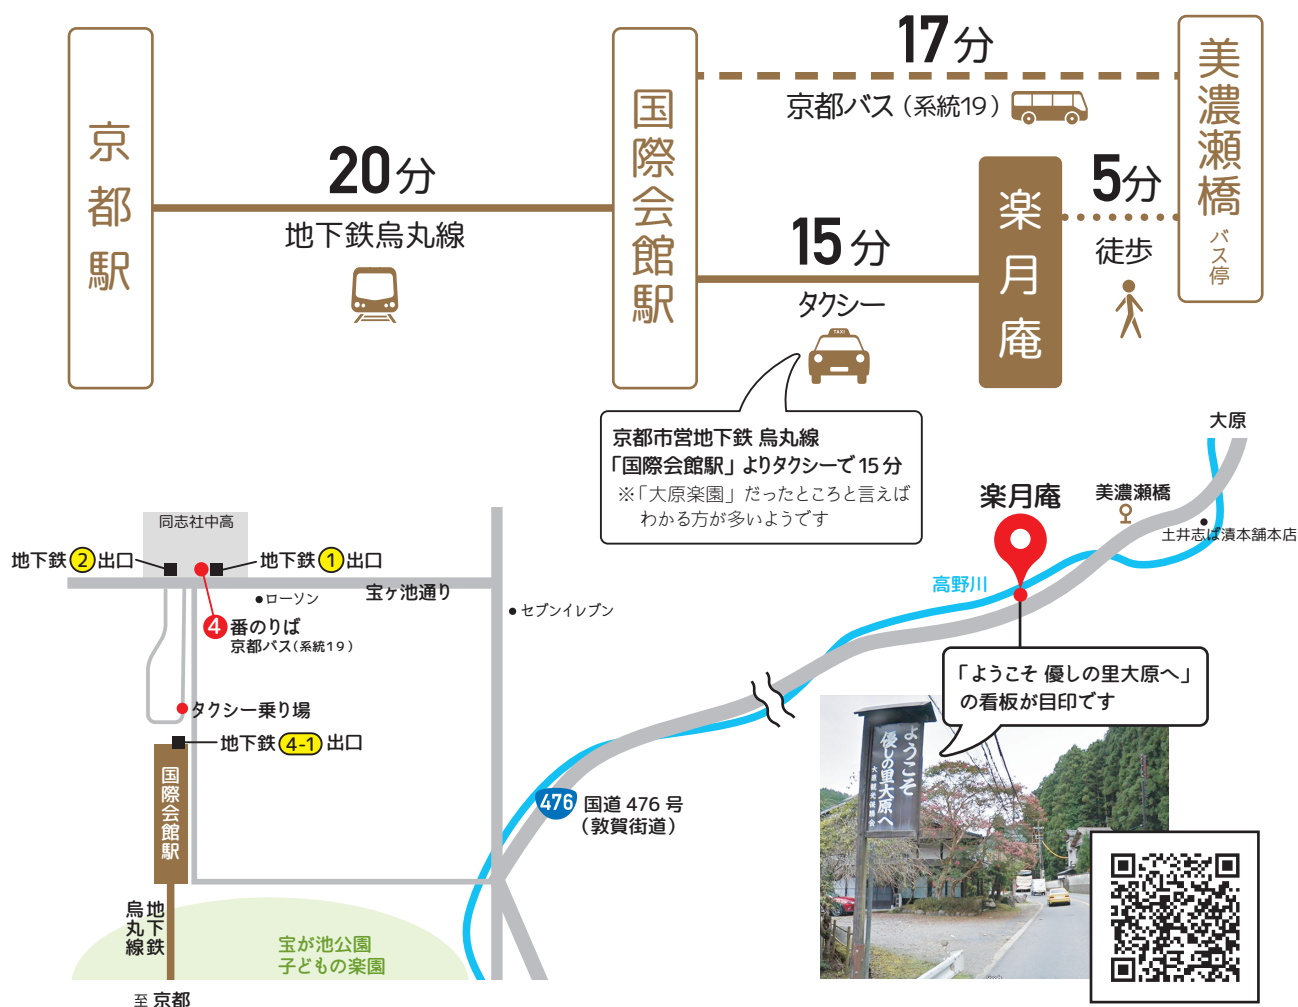 京都駅
20分
地下鉄烏丸線
国際会館駅
17分
京都バス（系統19）
美濃瀬橋 バス停
15分
タクシー
TAXI
楽月庵
5分
徒歩
京都市営地下鉄 烏丸線
「国際会館駅」よりタクシーで15分
※「大原楽園」だったところと言えば
わかる方が多いようです
同志社中高
地下鉄②出口
地下鉄①出口
宝ヶ池通り
ローソン
セブンイレブン
4番のりば
京都バス(系統19)
タクシー乗り場
地下鉄4-1出口
国際会館駅
地下鉄
烏丸線
至 京都
宝が池公園
子どもの楽園
476
国道 476 号
（敦賀街道）
高野川
楽月庵
美濃瀬橋
大原
土井志ば漬本舗本店
「ようこそ 優しの里大原へ」
の看板が目印です
ようこそ
優しの里大原へ
大原観光保勝会